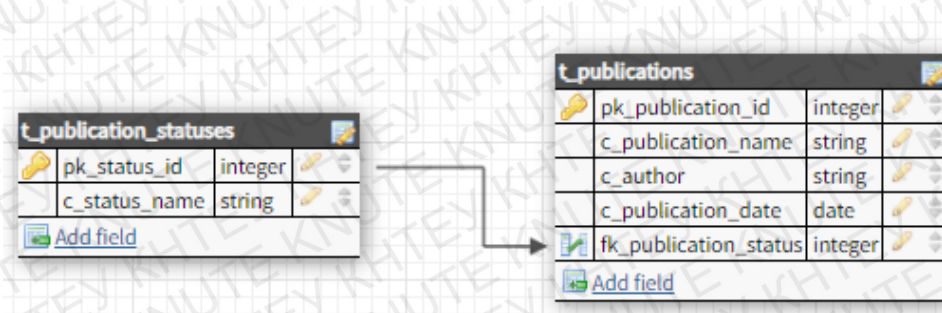 t_publication_statuses
pk_status_id integer
c_status_name string
Add field
t_publications
pk_publication_id integer
c_publication_name string
c_author string
c_publication_date date
fk_publication_status integer
Add field